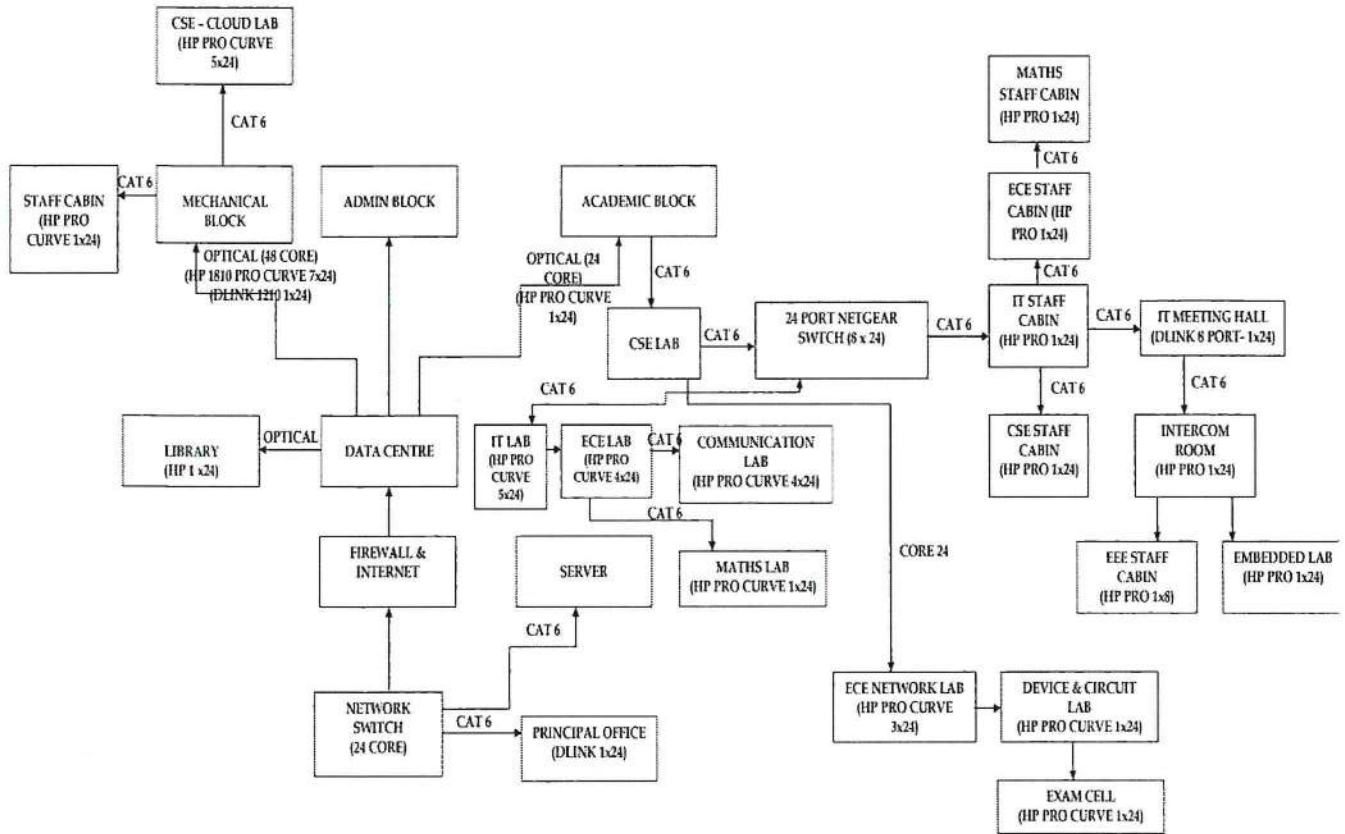 CSE – CLOUD LAB
(HP PRO CURVE
5x24)
CAT 6
CAT 6
STAFF CABIN
(HP PRO
CURVE 1x24)
MECHANICAL
BLOCK
ADMIN BLOCK
ACADEMIC BLOCK
OPTICAL (48 CORE)
(HP 1810 PRO CURVE 7x24)
(DLINK 1210 1x24)
OPTICAL (24
CORE)
(HP PRO CURVE
1x24)
CAT 6
CSE LAB
CAT 6
24 PORT NETGEAR
SWTCH (8 x 24)
CAT 6
MATHS
STAFF CABIN
(HP PRO 1x24)
CAT 6
ECE STAFF
CABIN (HP
PRO 1x24)
CAT 6
IT STAFF
CABIN
(HP PRO 1x24)
CAT 6
IT MEETING HALL
(DLINK 8 PORT- 1x24)
CAT 6
CAT 6
CSE STAFF
CABIN
(HP PRO 1x24)
INTERCOM
ROOM
(HP PRO 1x24)
EEE STAFF
CABIN
(HP PRO 1x8)
EMBEDDED LAB
(HP PRO 1x24)
LIBRARY
(HP 1 x24)
OPTICAL
DATA CENTRE
CAT 6
IT LAB
(HP PRO
CURVE
5x24)
ECE LAB
(HP PRO
CURVE 4x24)
CAT 6
COMMUNICATION
LAB
(HP PRO CURVE 4x24)
CAT 6
MATHS LAB
(HP PRO CURVE 1x24)
CORE 24
FIREWALL &
INTERNET
SERVER
CAT 6
NETWORK
SWITCH
(24 CORE)
CAT 6
PRINCIPAL OFFICE
(DLINK 1x24)
ECE NETWORK LAB
(HP PRO CURVE
3x24)
DEVICE & CIRCUIT
LAB
(HP PRO CURVE 1x24)
EXAM CELL
(HP PRO CURVE 1x24)